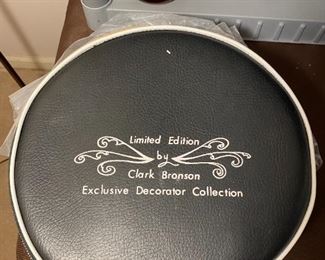 Limited Edition
by
Clark Bronson
Exclusive Decorator Collection